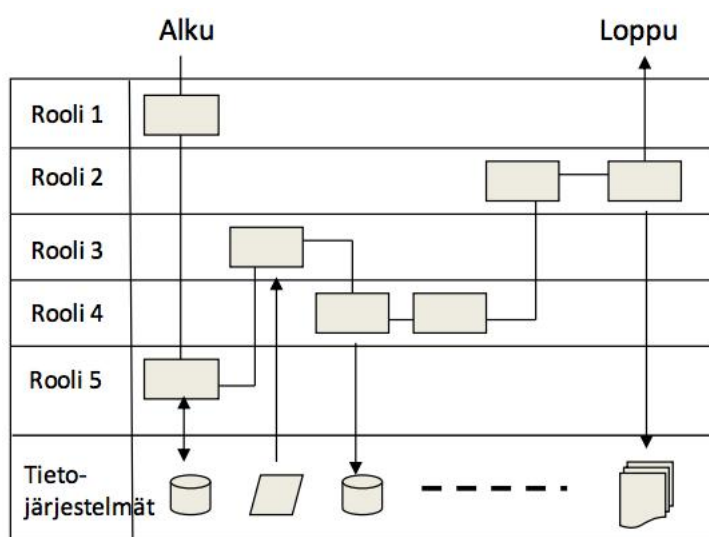 Alku
Loppu
Rooli 1
Rooli 2
Rooli 3
Rooli 4
Rooli 5
Tieto-
järjestelmät